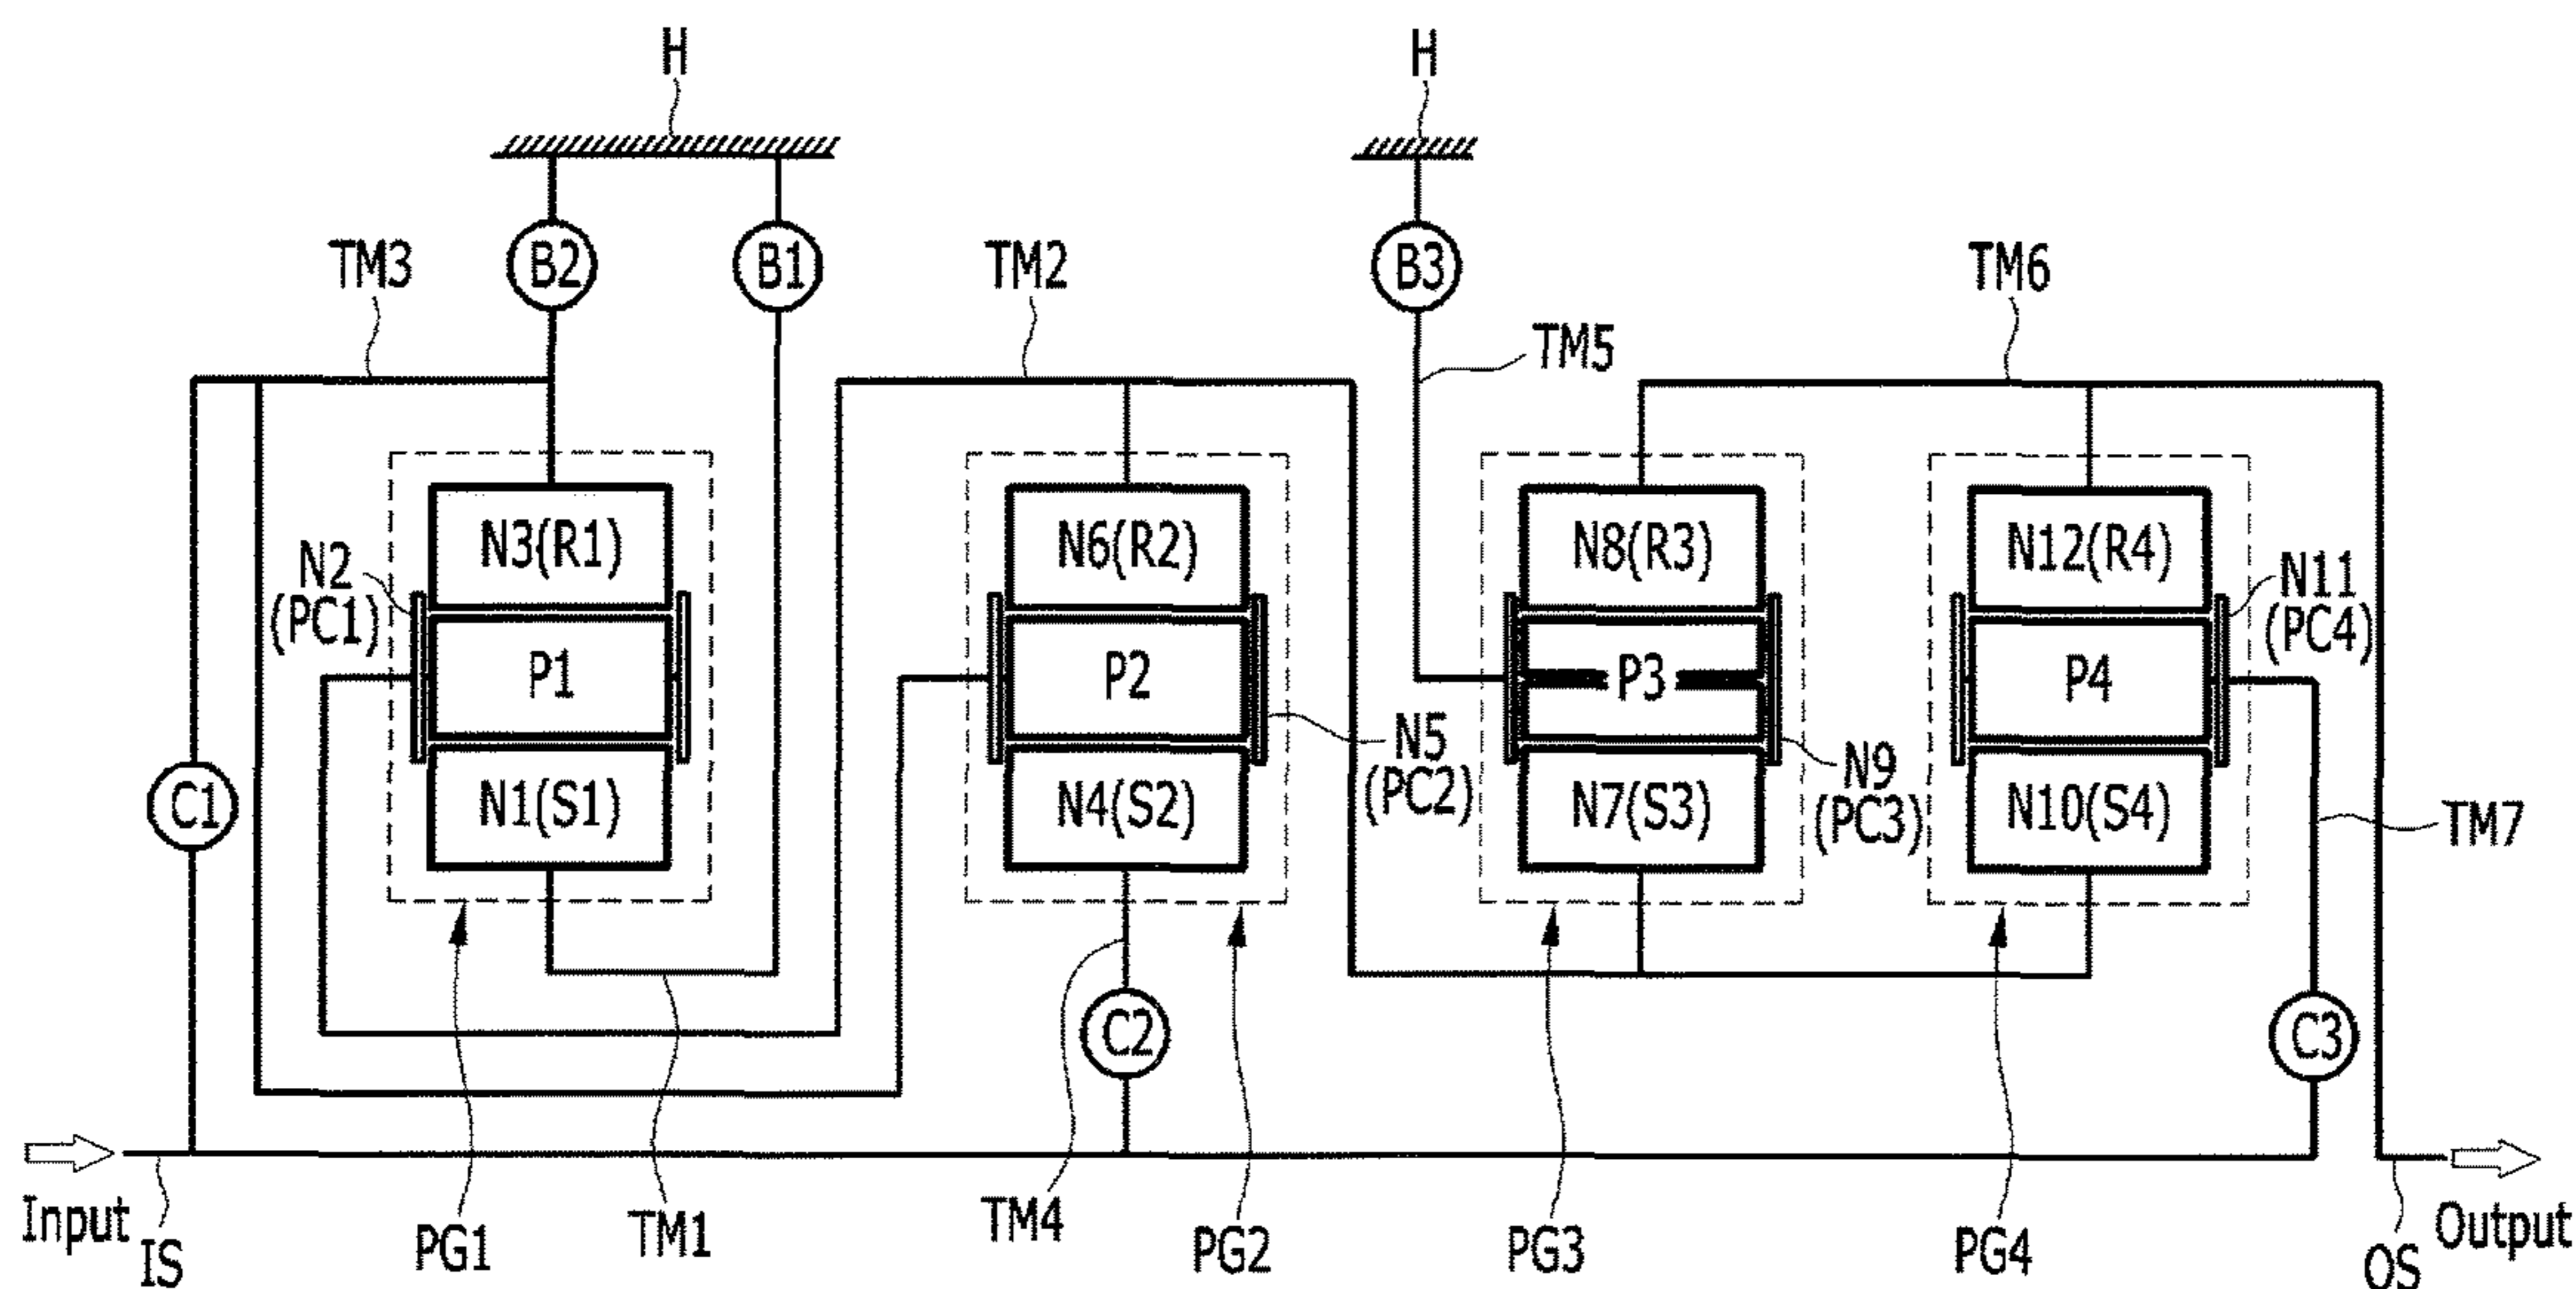 H
H
TM3
B2
B1
TM2
B3
TM5
TM6
N2
(PC1)
N3(R1)
P1
N1(S1)
N6(R2)
P2
N4(S2)
N5
(PC2)
N8(R3)
P3
N7(S3)
N9
(PC3)
N12(R4)
P4
N10(S4)
N11
(PC4)
C1
TM7
C2
C3
Input
IS
PG1
TM1
TM4
PG2
PG3
PG4
OS
Output